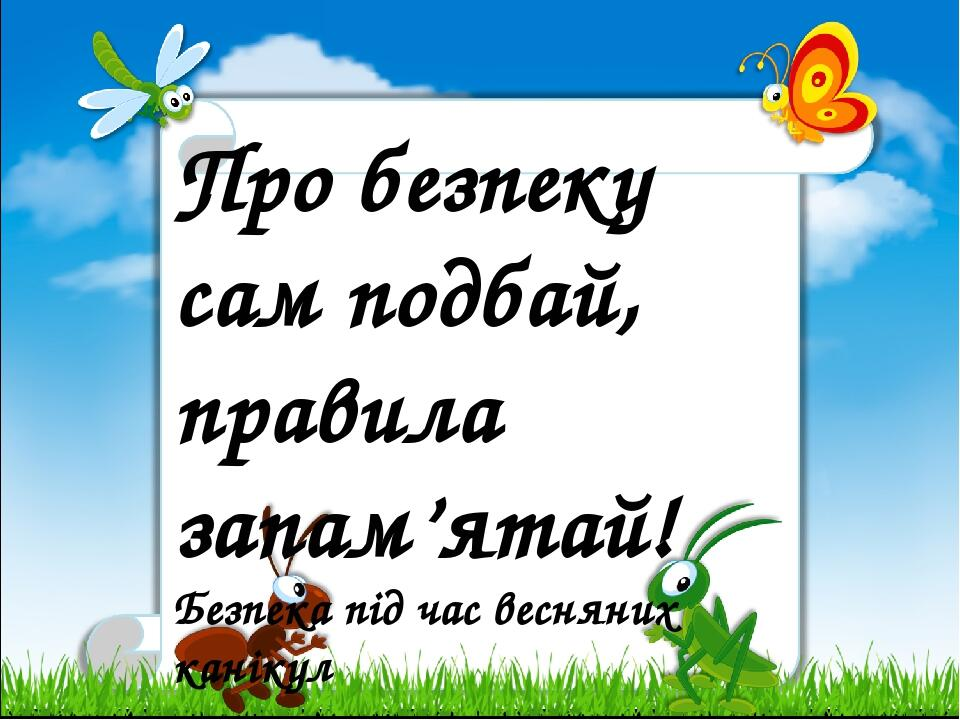 Про безпеку
сам подбай,
правила
запам’ятай!
Безпека під час весняних
канікул